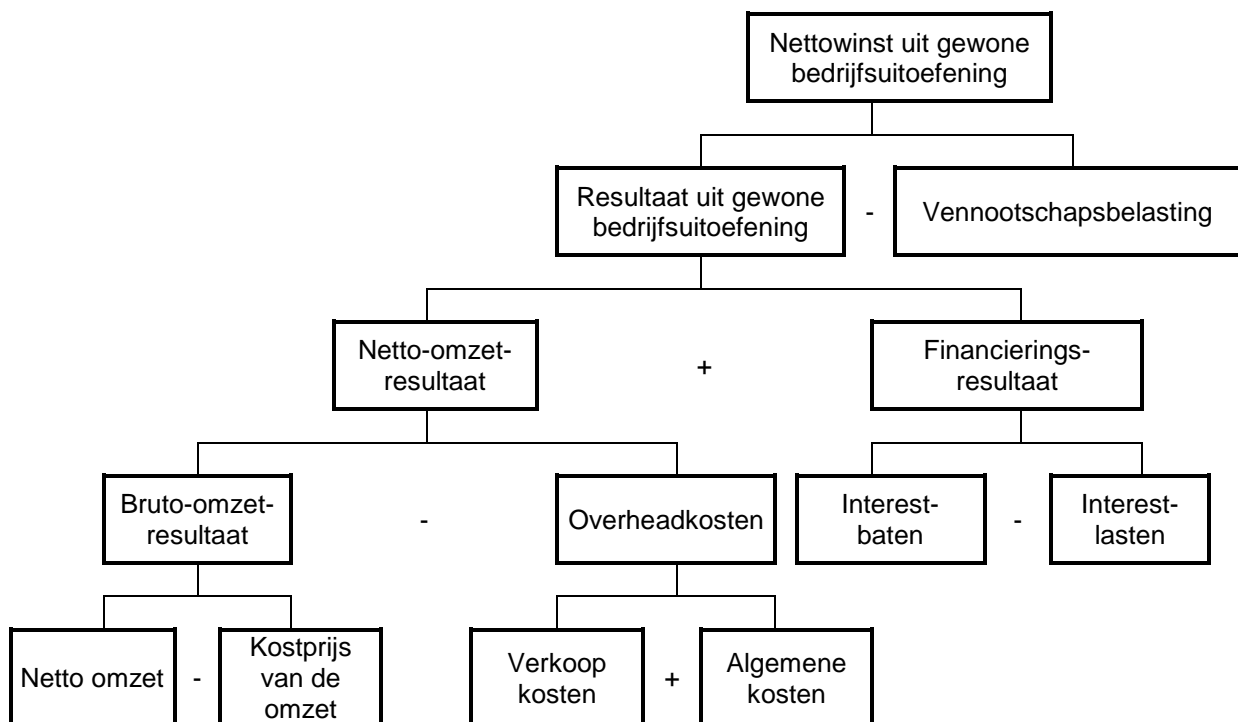 Nettowinst uit gewone
bedrijfsuitoefening
Resultaat uit gewone
bedrijfsuitoefening
-
Vennootschapsbelasting
Netto-omzet-
resultaat
+
Financierings-
resultaat
Bruto-omzet-
resultaat
-
Overheadkosten
Interest-
baten
-
Interest-
lasten
Netto omzet
-
Kostprijs
van de
omzet
Verkoop
kosten
+
Algemene
kosten